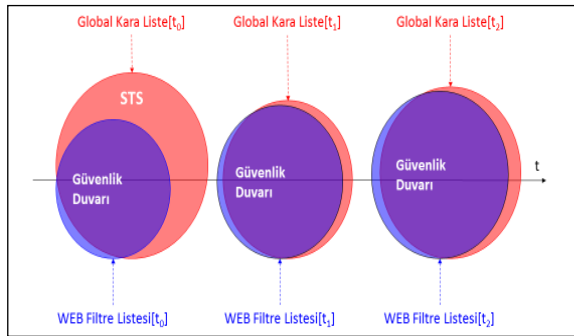 Global Kara Liste[t₀]
Global Kara Liste[t₁]
Global Kara Liste[t₂]
STS
Güvenlik
Duvarı
Güvenlik
Duvarı
Güvenlik
Duvarı
t
WEB Filtre Listesi[t₀]
WEB Filtre Listesi[t₁]
WEB Filtre Listesi[t₂]